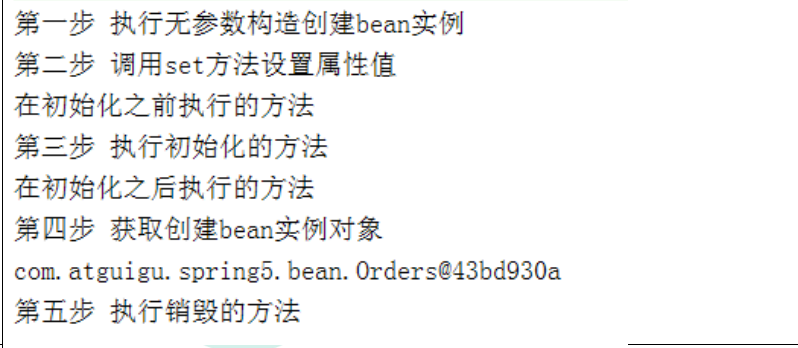 第一步 执行无参数构造创建bean实例
第二步 调用set方法设置属性值
在初始化之前执行的方法
第三步 执行初始化的方法
在初始化之后执行的方法
第四步 获取创建bean实例对象
com.atguigu.spring5.bean.Orders@43bd930a
第五步 执行销毁的方法